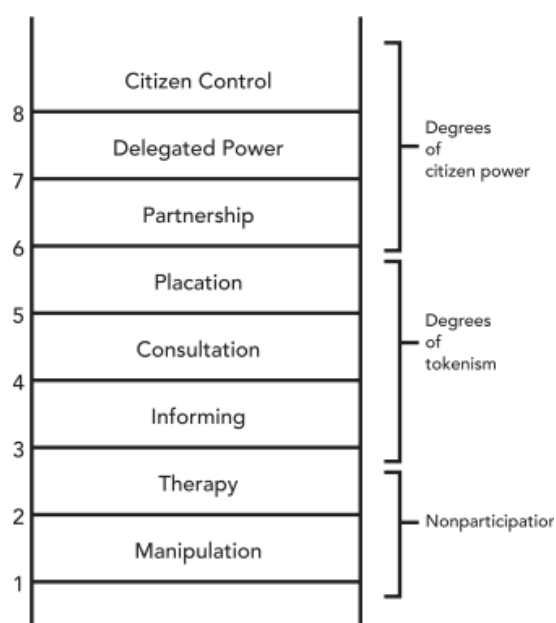 Citizen Control
8
Delegated Power
7
Partnership
6
Placation
5
Consultation
4
Informing
3
Therapy
2
Manipulation
1
Degrees
of
citizen power
Degrees
of
tokenism
Nonparticipation